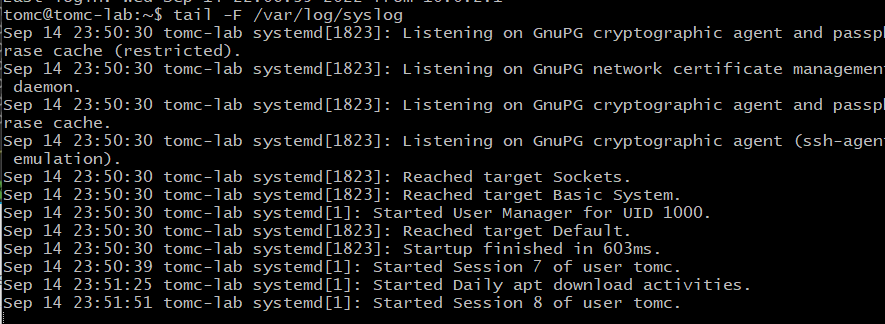 tomc@tomc-lab:~$ tail -F /var/log/syslog
Sep 14 23:50:30 tomc-lab systemd[1823]: Listening on GnuPG cryptographic agent and passph
rase cache (restricted).
Sep 14 23:50:30 tomc-lab systemd[1823]: Listening on GnuPG network certificate management
 daemon.
Sep 14 23:50:30 tomc-lab systemd[1823]: Listening on GnuPG cryptographic agent and passph
rase cache.
Sep 14 23:50:30 tomc-lab systemd[1823]: Listening on GnuPG cryptographic agent (ssh-agent
 emulation).
Sep 14 23:50:30 tomc-lab systemd[1823]: Reached target Sockets.
Sep 14 23:50:30 tomc-lab systemd[1823]: Reached target Basic System.
Sep 14 23:50:30 tomc-lab systemd[1]: Started User Manager for UID 1000.
Sep 14 23:50:30 tomc-lab systemd[1823]: Reached target Default.
Sep 14 23:50:30 tomc-lab systemd[1823]: Startup finished in 603ms.
Sep 14 23:50:39 tomc-lab systemd[1]: Started Session 7 of user tomc.
Sep 14 23:51:25 tomc-lab systemd[1]: Started Daily apt download activities.
Sep 14 23:51:51 tomc-lab systemd[1]: Started Session 8 of user tomc.